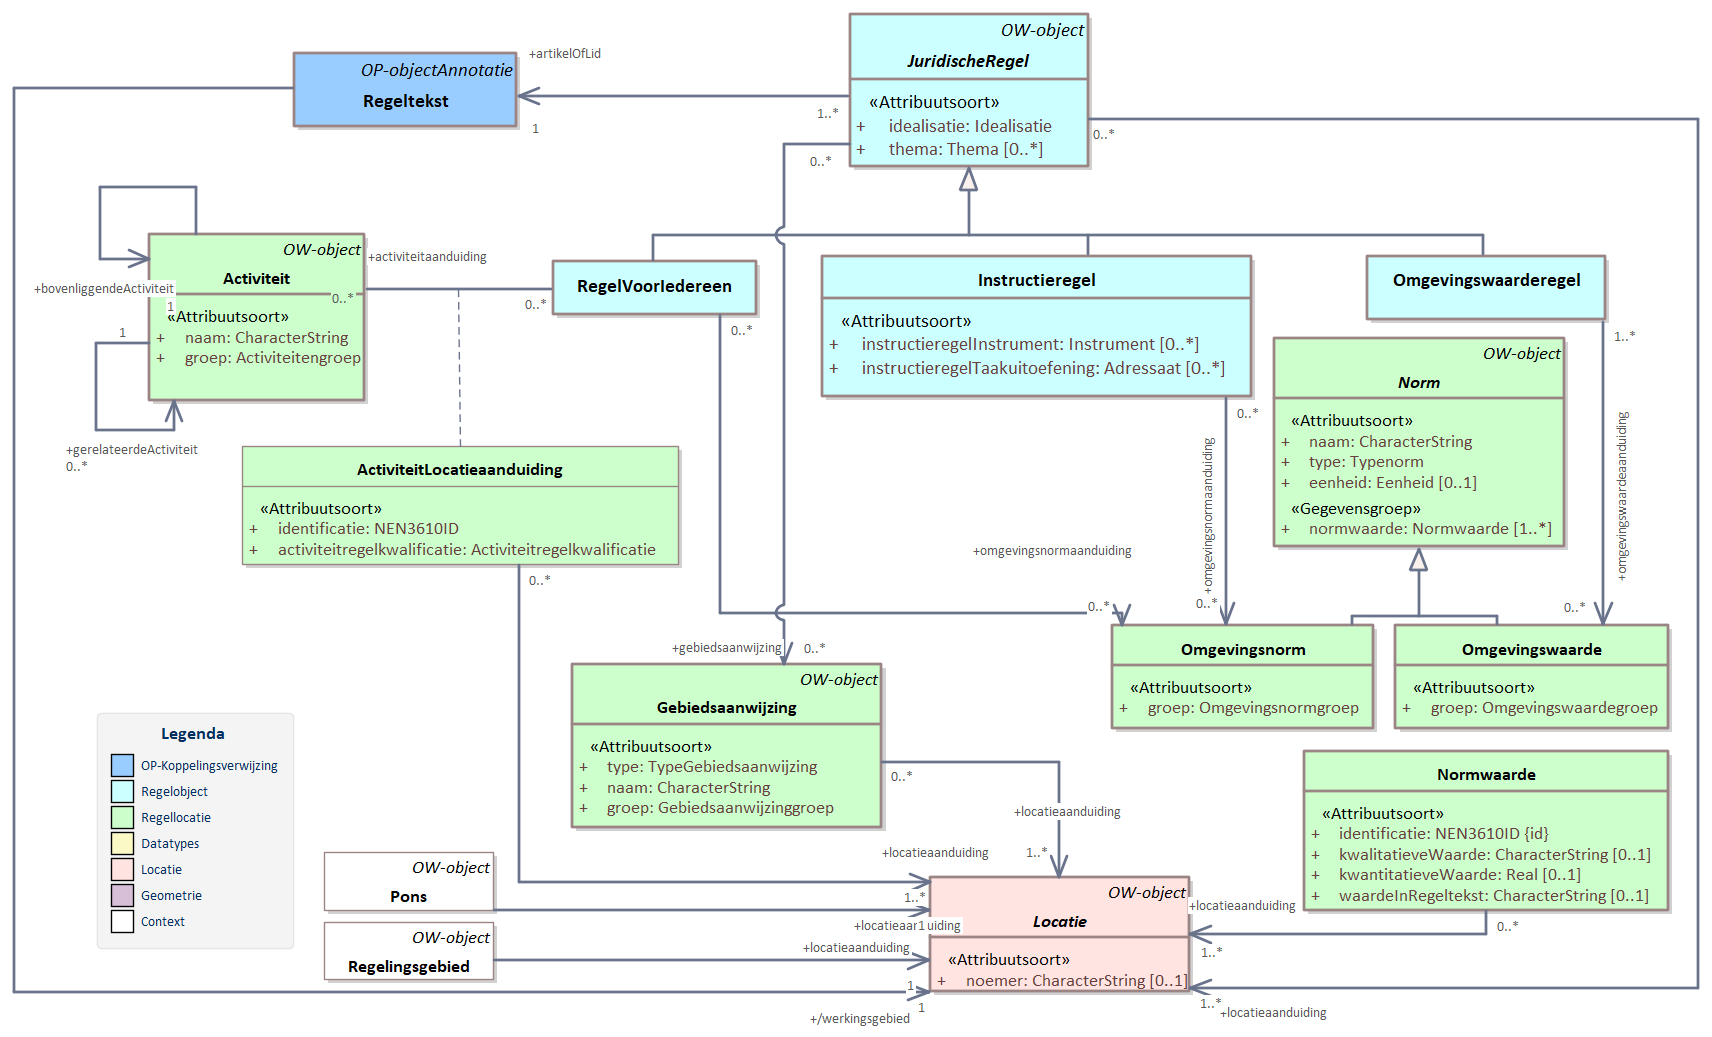 OW-object
JuridischeRegel
«Attribuutsoort»
+ idealisatie: Idealisatie
+ thema: Thema [0..*]
OP-objectAnnotatie
Regeltekst
+artikelOfLid
1
1..*
0..*
0..*
OW-object
Activiteit
«Attribuutsoort»
+ naam: CharacterString
+ groep: Activiteitengroep
+bovenliggendeActiviteit
1
1
+gerelateerdeActiviteit
0..*
+activiteitaanduiding
0..*
0..*
RegelVoorIedereen
0..*
Instructieregel
«Attribuutsoort»
+ instructieregelInstrument: Instrument [0..*]
+ instructieregelTaakuitoefening: Adressaat [0..*]
0..*
Omgevingswaarderegel
1..*
OW-object
Norm
«Attribuutsoort»
+ naam: CharacterString
+ type: Typenorm
+ eenheid: Eenheid [0..1]
«Gegevensgroep»
+ normwaarde: Normwaarde [1..*]
ActiviteitLocatieaanduiding
«Attribuutsoort»
+ identificatie: NEN3610ID
+ activiteitregelkwalificatie: Activiteitregelkwalificatie
0..*
+omgevingsnormaanduiding
+omgevingsnormaanduiding
+omgevingswaardeaanduiding
0..*
0..*
0..*
Omgevingsnorm
«Attribuutsoort»
+ groep: Omgevingsnormgroep
Omgevingswaarde
«Attribuutsoort»
+ groep: Omgevingswaardegroep
+gebiedsaanwijzing
0..*
OW-object
Gebiedsaanwijzing
«Attribuutsoort»
+ type: TypeGebiedsaanwijzing
+ naam: CharacterString
+ groep: Gebiedsaanwijzinggroep
0..*
+locatieaanduiding
1..*
Normwaarde
«Attribuutsoort»
+ identificatie: NEN3610ID {id}
+ kwalitatieveWaarde: CharacterString [0..1]
+ kwantitatieveWaarde: Real [0..1]
+ waardeInRegeltekst: CharacterString [0..1]
0..*
+locatieaanduiding
1..*
Legenda
OP-Koppelingsverwijzing
Regelobject
Regellocatie
Datatypes
Locatie
Geometrie
Context
OW-object
Pons
OW-object
Regelingsgebied
+locatieaanduiding
1..*
1
+locatieaanduiding
1
OW-object
Locatie
«Attribuutsoort»
+ noemer: CharacterString [0..1]
+/werkingsgebied
1
1..*
+locatieaanduiding